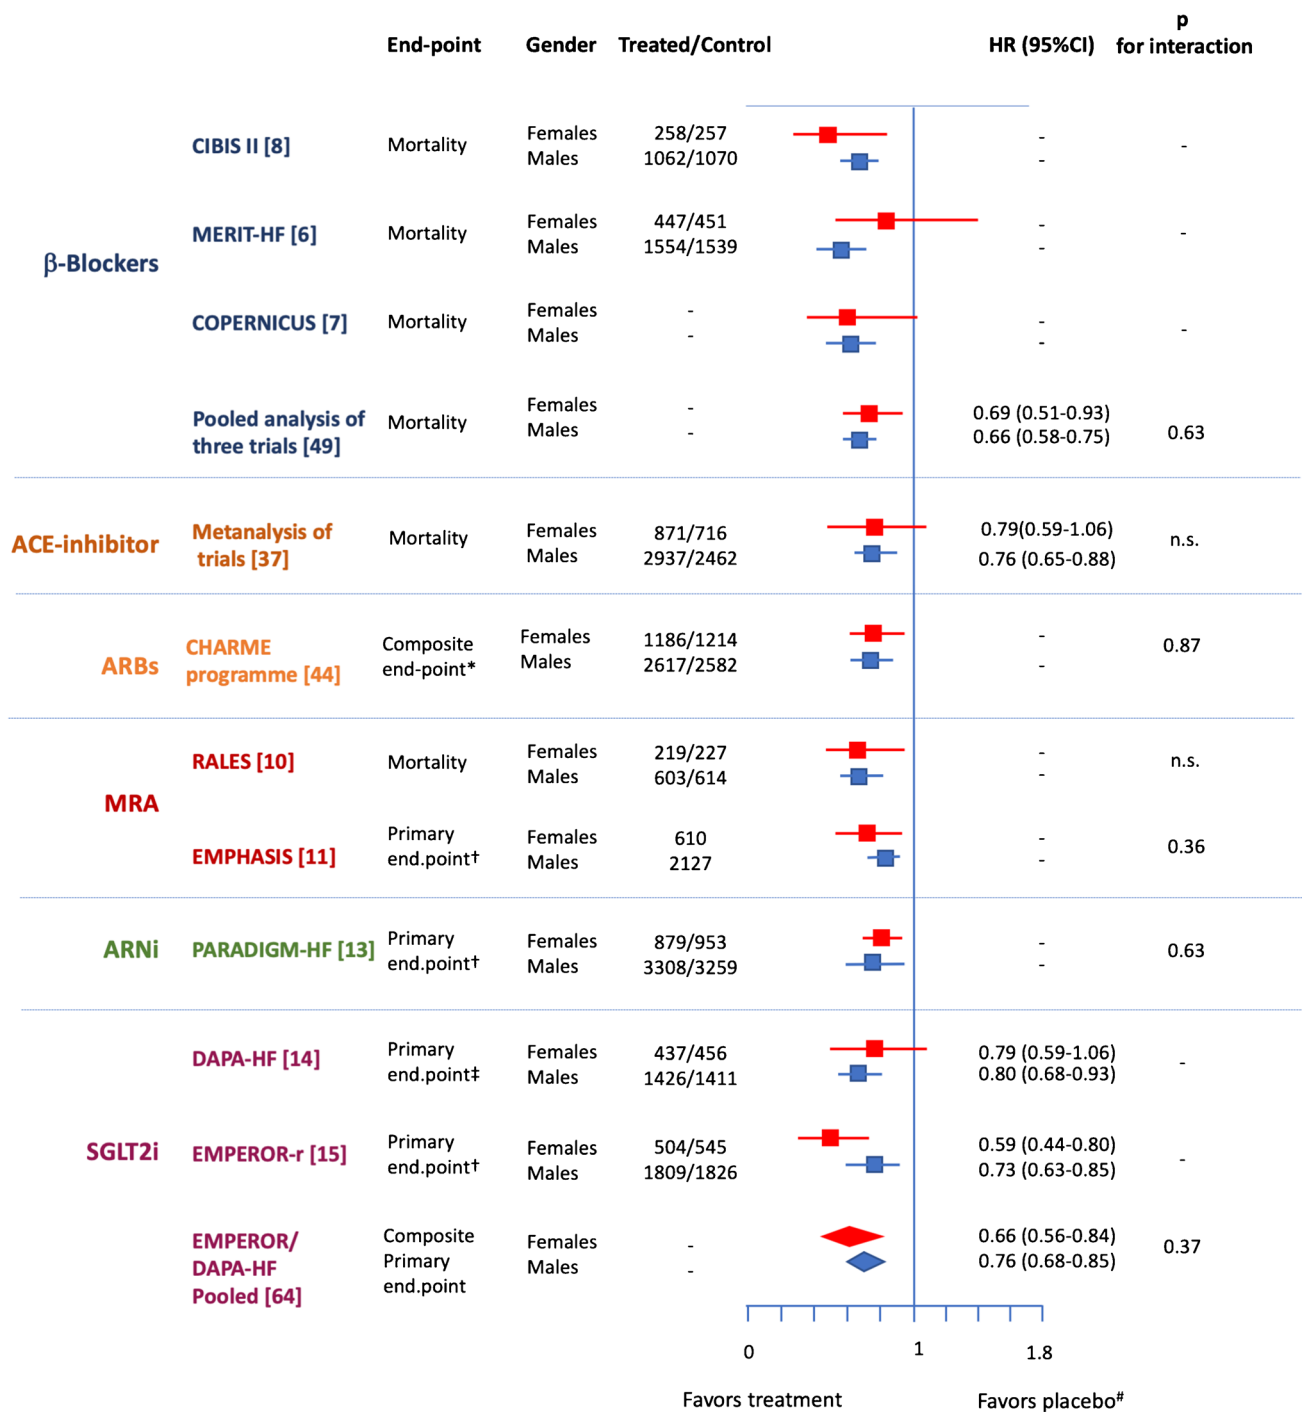 End-point Gender Treated/Control HR (95%CI) p for interaction
β-Blockers
CIBIS II [8] Mortality Females 258/257 - -
Males 1062/1070 -
MERIT-HF [6] Mortality Females 447/451 - -
Males 1554/1539 -
COPERNICUS [7] Mortality Females - - -
Males - -
Pooled analysis of three trials [49] Mortality Females - 0.69 (0.51-0.93) 0.63
Males - 0.66 (0.58-0.75)
ACE-inhibitor
Metanalysis of trials [37] Mortality Females 871/716 0.79(0.59-1.06) n.s.
Males 2937/2462 0.76 (0.65-0.88)
ARBs
CHARME programme [44] Composite end-point* Females 1186/1214 - 0.87
Males 2617/2582 -
MRA
RALES [10] Mortality Females 219/227 - n.s.
Males 603/614 -
EMPHASIS [11] Primary end.point† Females 610 - 0.36
Males 2127 -
ARNi
PARADIGM-HF [13] Primary end.point† Females 879/953 - 0.63
Males 3308/3259 -
SGLT2i
DAPA-HF [14] Primary end.point‡ Females 437/456 0.79 (0.59-1.06) -
Males 1426/1411 0.80 (0.68-0.93)
EMPEROR-r [15] Primary end.point† Females 504/545 0.59 (0.44-0.80) -
Males 1809/1826 0.73 (0.63-0.85)
EMPEROR/ DAPA-HF Pooled [64] Composite Primary end.point Females - 0.66 (0.56-0.84) 0.37
Males - 0.76 (0.68-0.85)
0 1 1.8
Favors treatment Favors placebo#